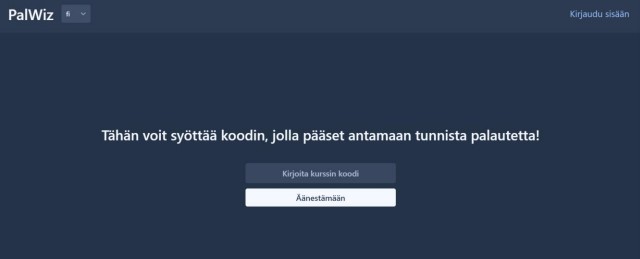 PalWiz
fi
Kirjaudu sisään
Tähän voit syöttää koodin, jolla pääset antamaan tunnista palautetta!
Kirjoita kurssin koodi
Äänestämään